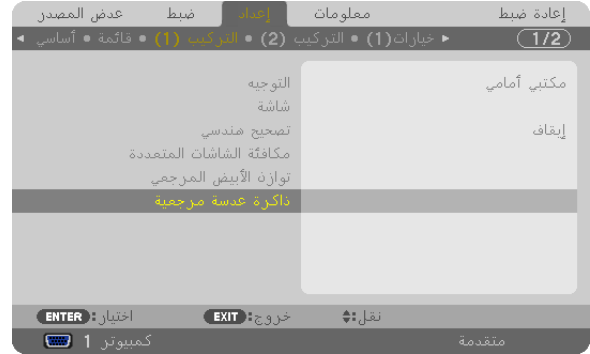 عرض المصدر ضبط إعداد معلومات إعادة ضبط
◄ أساسي • قائمة • التركيب (1) • التركيب (2) • خيارات(1) ► 1/2
التوجيه مكتبي أمامي
شاشة
تصحيح هندسي إيقاف
مكافئة الشاشات المتعددة
توازن الأبيض المرجعي
ذاكرة عدسة مرجعية
ENTER :اختيار EXIT :خروج نقل:
كمبيوتر 1 متقدمة